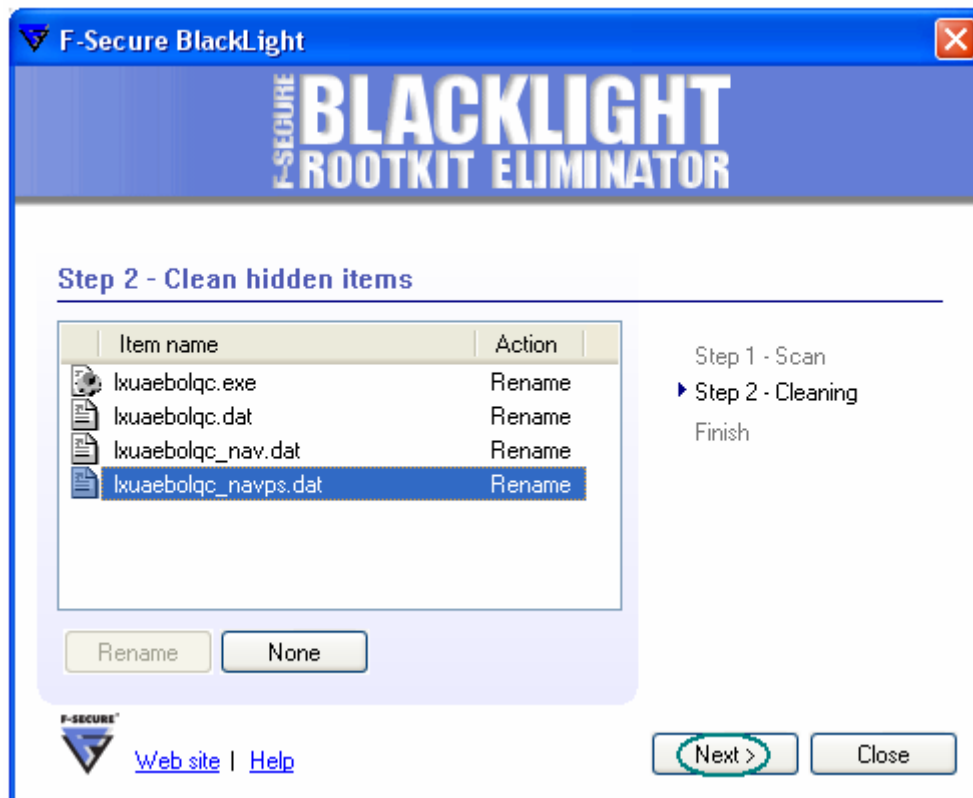 F-Secure BlackLight
F-SECURE
BLACKLIGHT
ROOTKIT ELIMINATOR
Step 2 - Clean hidden items
Item name Action
lxuaebolqc.exe Rename
lxuaebolqc.dat Rename
lxuaebolqc_nav.dat Rename
lxuaebolqc_navps.dat Rename
Step 1 - Scan
Step 2 - Cleaning
Finish
Rename None
F-SECURE
Web site | Help
Next > Close